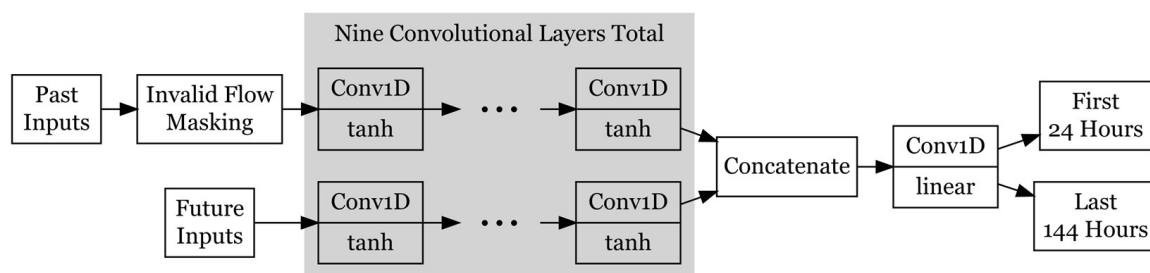 Nine Convolutional Layers Total
Past
Inputs
Invalid Flow
Masking
Conv1D
tanh
• • •
Conv1D
tanh
Future
Inputs
Conv1D
tanh
• • •
Conv1D
tanh
Concatenate
Conv1D
linear
First
24 Hours
Last
144 Hours